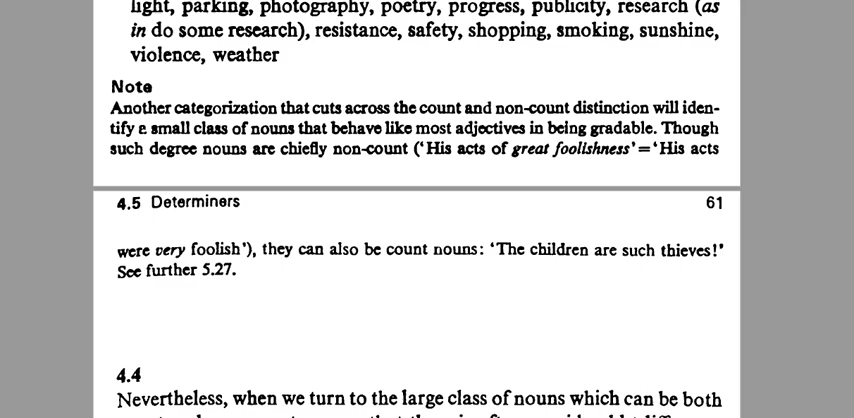 light, parking, photography, poetry, progress, publicity, research (as
in do some research), resistance, safety, shopping, smoking, sunshine,
violence, weather
Note
Another categorization that cuts across the count and non-count distinction will iden-
tify a small class of nouns that behave like most adjectives in being gradable. Though
such degree nouns are chiefly non-count (‘His acts of great foolishness’=‘His acts
4.5 Determiners 61
were very foolish’), they can also be count nouns: ‘The children are such thieves!’
See further 5.27.
4.4
Nevertheless, when we turn to the large class of nouns which can be both